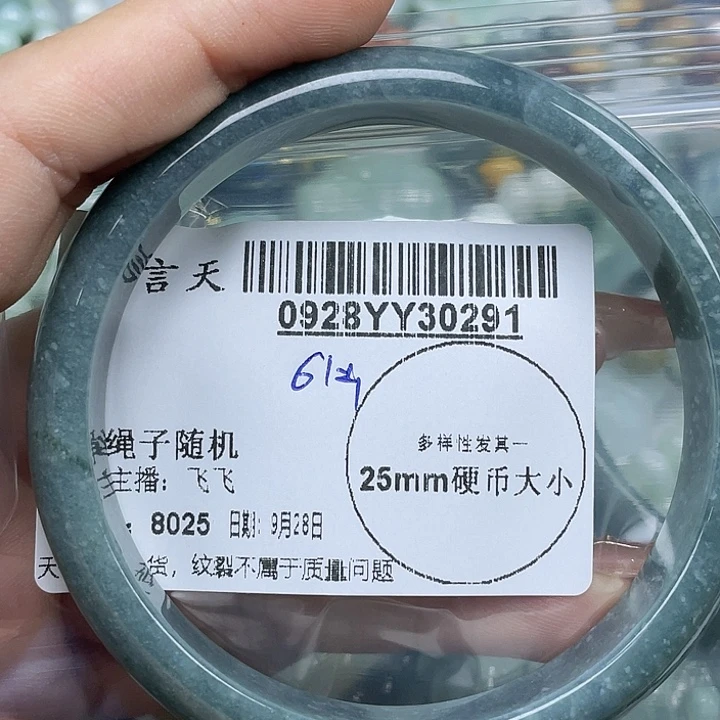 言天
0928YY30291
绳子随机
主播：飞飞
8025 日期：9月28日
货，纹裂不属于质量问题
多样性发其一
25mm硬币大小